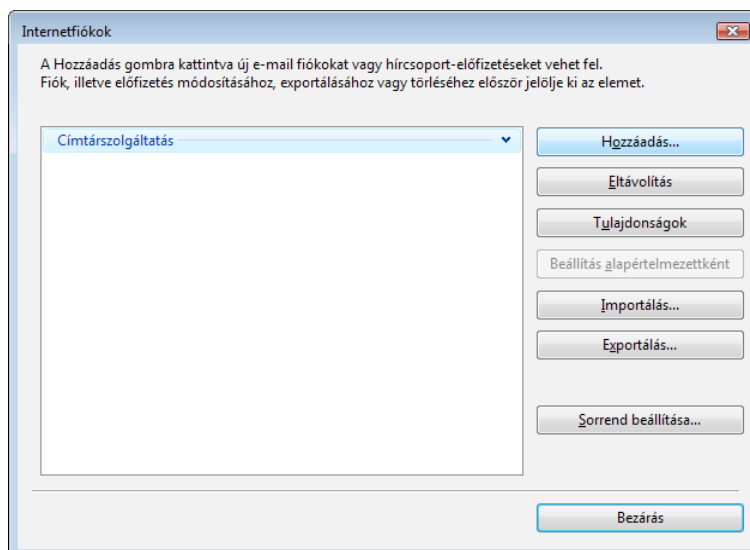 Internetfiókok
A Hozzáadás gombra kattintva új e-mail fiókokat vagy hírcsoport-előfizetéseket vehet fel.
Fiók, illetve előfizetés módosításához, exportálásához vagy törléséhez először jelölje ki az elemet.
Címtárszolgáltatás
Hozzáadás...
Eltávolítás
Tulajdonságok
Beállítás alapértelmezettként
Importálás...
Exportálás...
Sorrend beállítása...
Bezárás